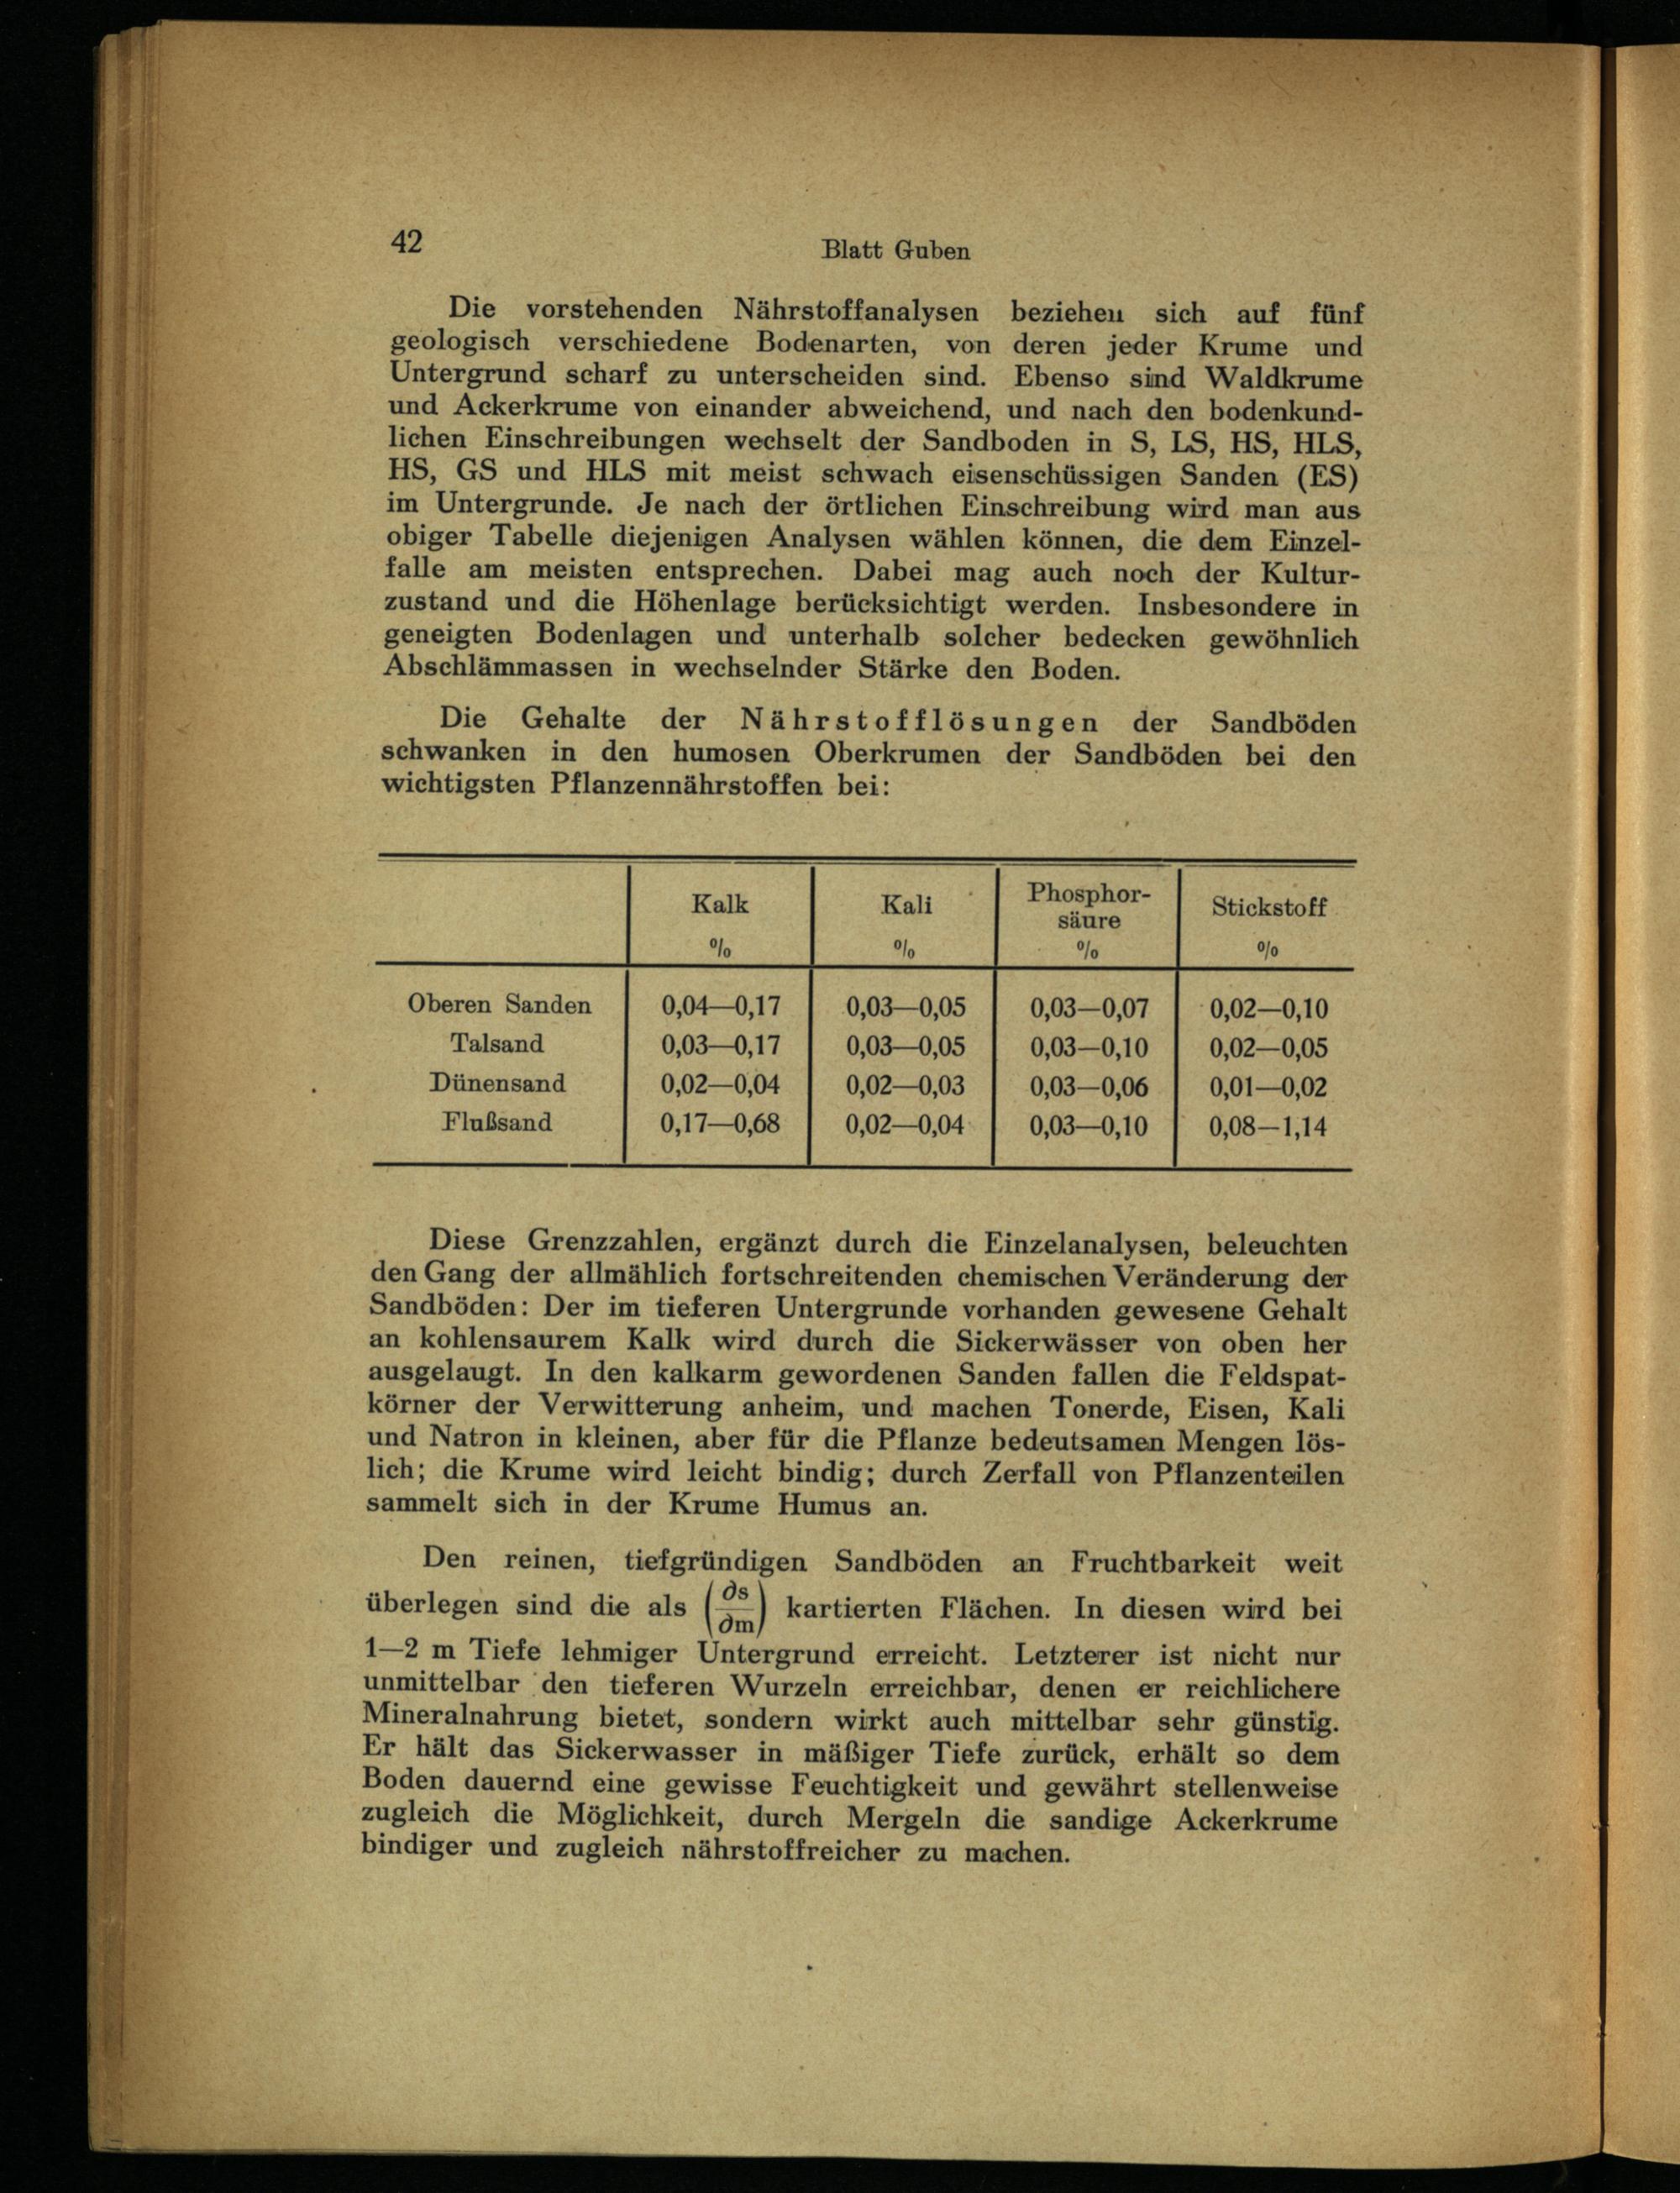 42
Blatt Guben
Die vorstehenden Nährstoffanalysen beziehen sich auf fünf
geologisch verschiedene Bodenarten, von deren jeder Krume und
Untergrund scharf zu unterscheiden sind. Ebenso sind Waldkrume
und Ackerkrume von einander abweichend, und nach den bodenkund-
lichen Einschreibungen wechselt der Sandboden in S, LS, HS, HLS,
HS, GS und HLS mit meist schwach eisenschüssigen Sanden (ES)
im Untergrunde. Je nach der örtlichen Einschreibung wird man aus
obiger Tabelle diejenigen Analysen wählen können, die dem Einzel-
falle am meisten entsprechen. Dabei mag auch noch der Kultur-
zustand und die Höhenlage berücksichtigt werden. Insbesondere in
geneigten Bodenlagen und unterhalb solcher bedecken gewöhnlich
Abschlämmassen in wechselnder Stärke den Boden.
Die Gehalte der Nährstofflösungen der Sandböden
schwanken in den humosen Oberkrumen der Sandböden bei den
wichtigsten Pflanzennährstoffen bei:
Kalk Kali Phosphor- Stickstoff
säure
% % % %
Oberen Sanden 0,04—0,17 0,03—0,05 0,03—0,07 0,02—0,10
Talsand 0,03—0,17 0,03—0,05 0,03—0,10 0,02—0,05
Dünensand 0,02—0,04 0,02—0,03 0,03—0,06 0,01—0,02
Flußsand 0,17—0,68 0,02—0,04 0,03—0,10 0,08—1,14
Diese Grenzzahlen, ergänzt durch die Einzelanalysen, beleuchten
den Gang der allmählich fortschreitenden chemischen Veränderung der
Sandböden: Der im tieferen Untergrunde vorhanden gewesene Gehalt
an kohlensaurem Kalk wird durch die Sickerwässer von oben her
ausgelaugt. In den kalkarm gewordenen Sanden fallen die Feldspat-
körner der Verwitterung anheim, und machen Tonerde, Eisen, Kali
und Natron in kleinen, aber für die Pflanze bedeutsamen Mengen lös-
lich; die Krume wird leicht bindig; durch Zerfall von Pflanzenteilen
sammelt sich in der Krume Humus an.
Den reinen, tiefgründigen Sandböden an Fruchtbarkeit weit
überlegen sind die als (∂s/∂m) kartierten Flächen. In diesen wird bei
1—2 m Tiefe lehmiger Untergrund erreicht. Letzterer ist nicht nur
unmittelbar den tieferen Wurzeln erreichbar, denen er reichlichere
Mineralnahrung bietet, sondern wirkt auch mittelbar sehr günstig.
Er hält das Sickerwasser in mäßiger Tiefe zurück, erhält so dem
Boden dauernd eine gewisse Feuchtigkeit und gewährt stellenweise
zugleich die Möglichkeit, durch Mergeln die sandige Ackerkrume
bindiger und zugleich nährstoffreicher zu machen.